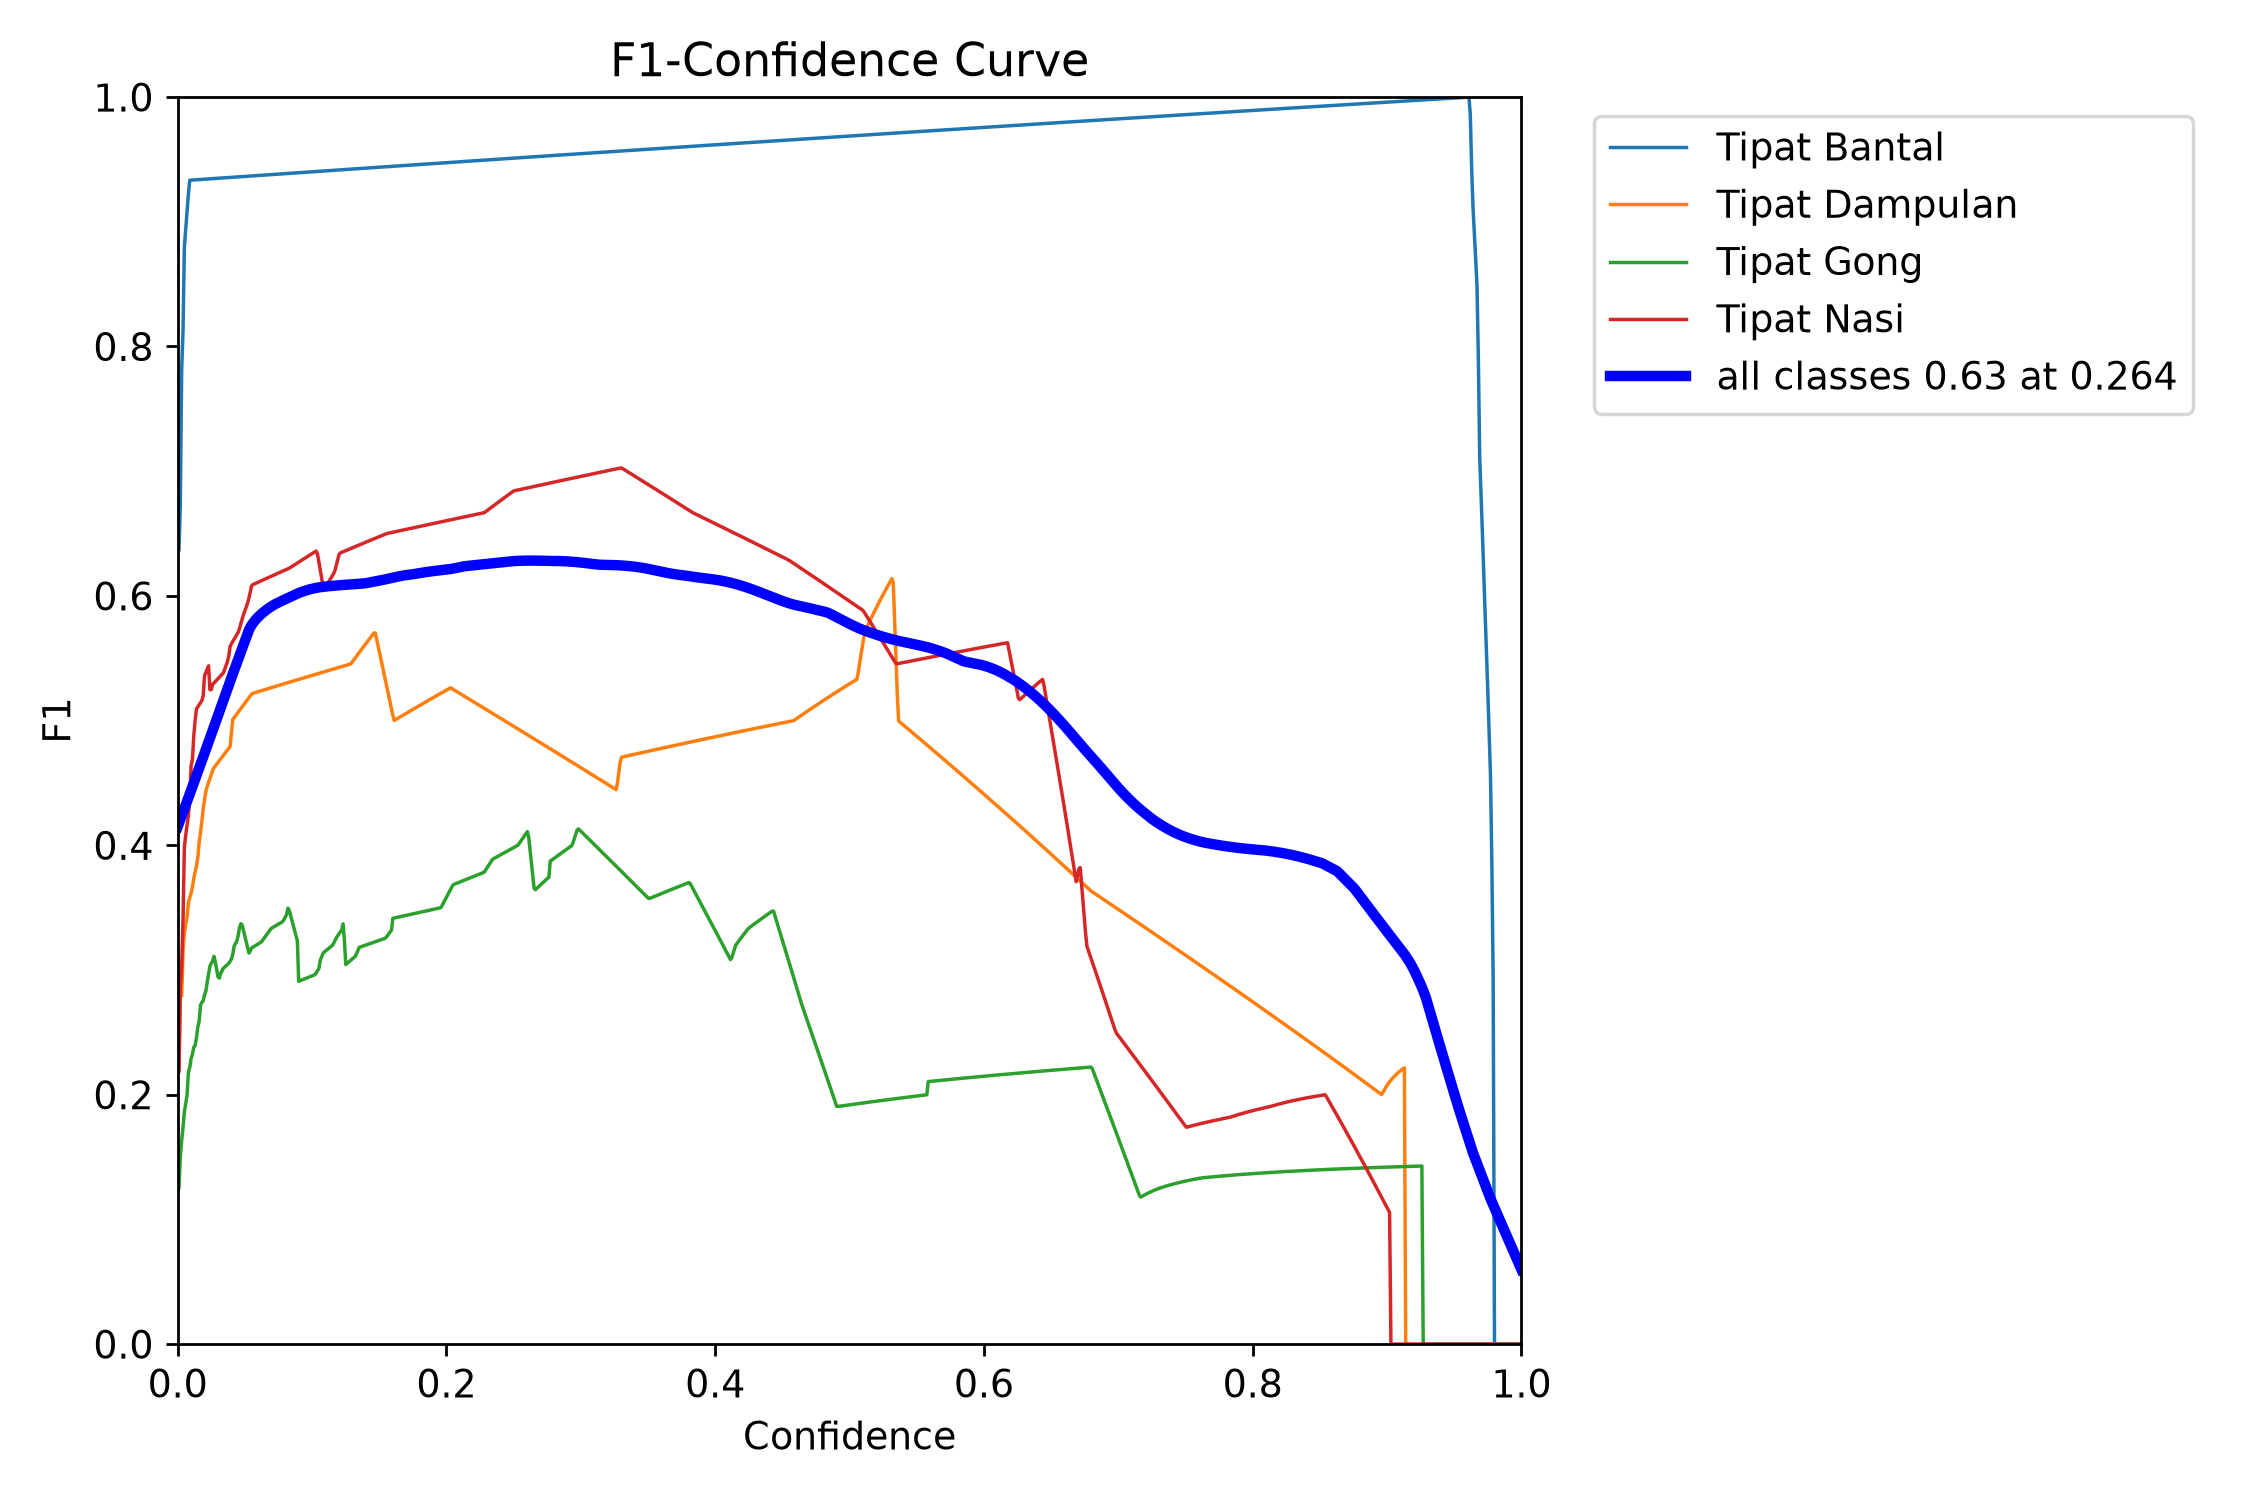 F1-Confidence Curve
1.0
0.8
0.6
0.4
0.2
0.0
F1
0.0 0.2 0.4 0.6 0.8 1.0
Confidence
Tipat Bantal
Tipat Dampulan
Tipat Gong
Tipat Nasi
all classes 0.63 at 0.264